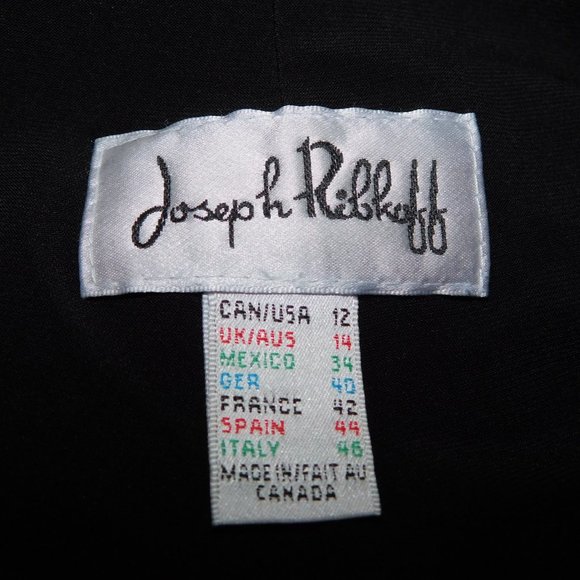 Joseph Ribkoff
CAN/USA 12
UK/AUS 14
MEXICO 34
GER 40
FRANCE 42
SPAIN 44
ITALY 46
MADE IN/FAIT AU
CANADA